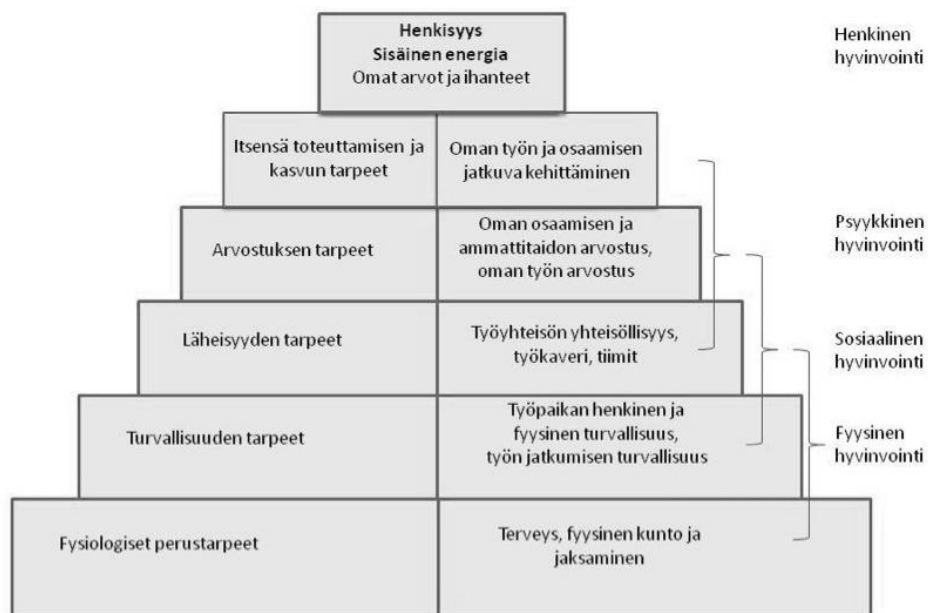 Henkisyys
Sisäinen energia
Omat arvot ja ihanteet
Henkinen
hyvinvointi
Itsensä toteuttamisen ja
kasvun tarpeet
Oman työn ja osaamisen
jatkuva kehittäminen
Psyykkinen
hyvinvointi
Arvostuksen tarpeet
Oman osaamisen ja
ammattitaidon arvostus,
oman työn arvostus
Läheisyyden tarpeet
Työyhteisön yhteisöllisyys,
työkaveri, tiimit
Sosiaalinen
hyvinvointi
Turvallisuuden tarpeet
Työpaikan henkinen ja
fyysinen turvallisuus,
työn jatkumisen turvallisuus
Fyysinen
hyvinvointi
Fysiologiset perustarpeet
Terveys, fyysinen kunto ja
jaksaminen